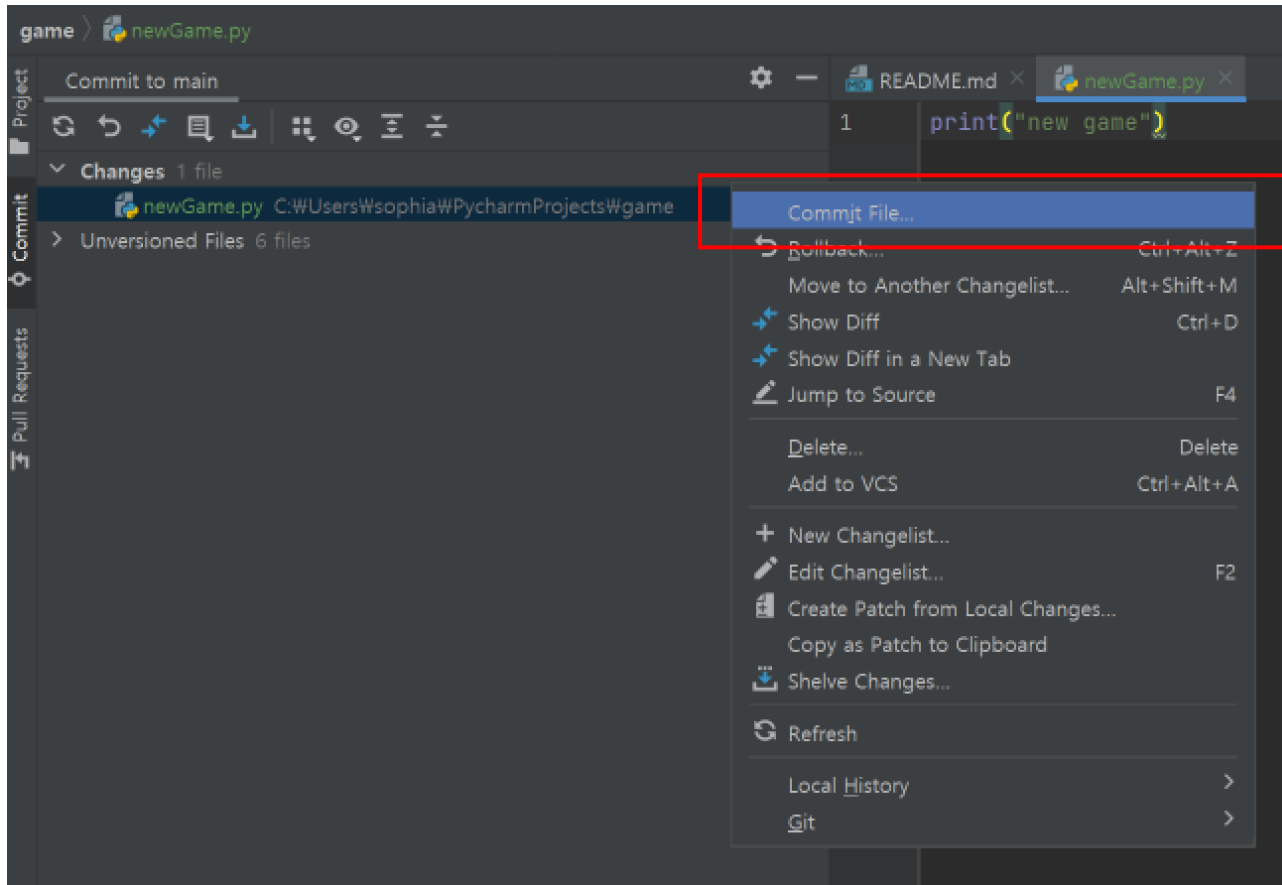 game 〉 newGame.py
Project
Commit
Pull Requests
Commit to main
Changes 1 file
newGame.py C:₩Users₩sophia₩PycharmProjects₩game
Unversioned Files 6 files
README.md
newGame.py
1 print("new game")
Commit File...
Rollback... Ctrl+Alt+Z
Move to Another Changelist... Alt+Shift+M
Show Diff Ctrl+D
Show Diff in a New Tab
Jump to Source F4
Delete... Delete
Add to VCS Ctrl+Alt+A
New Changelist...
Edit Changelist... F2
Create Patch from Local Changes...
Copy as Patch to Clipboard
Shelve Changes...
Refresh
Local History
Git